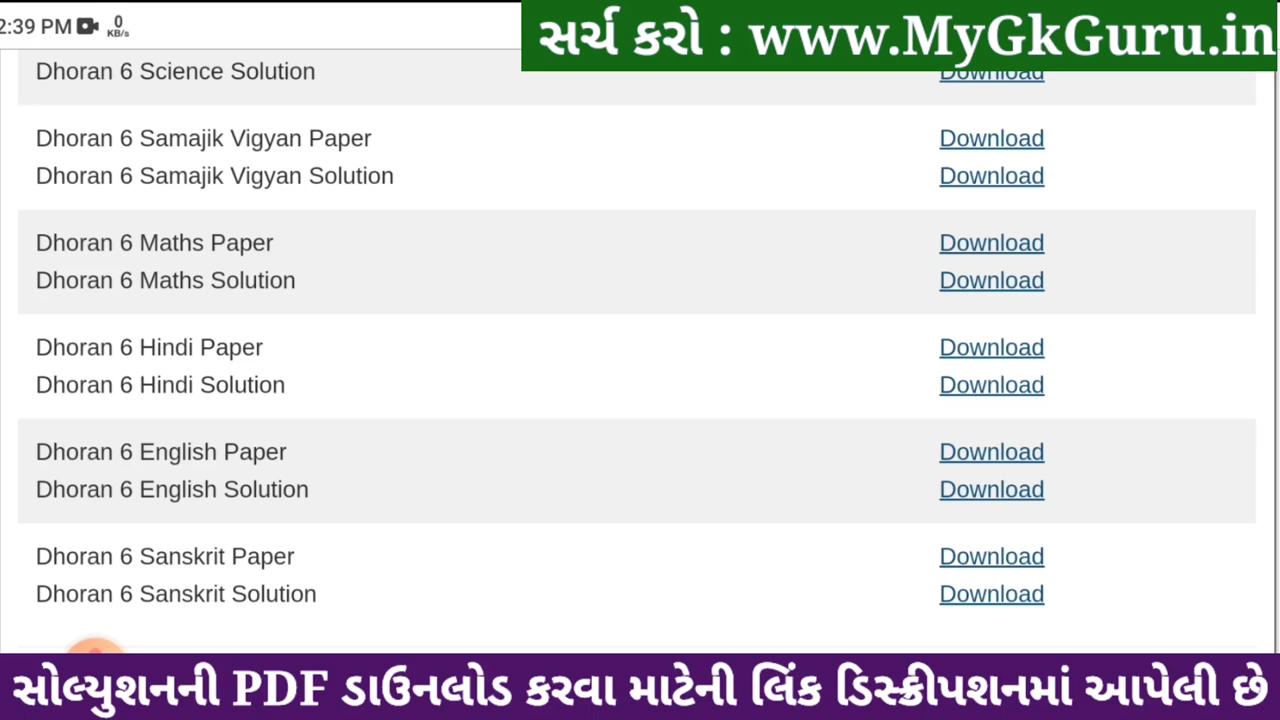 2:39 PM 0 KB/s
સર્ચ કરો : www.MyGkGuru.in
Dhoran 6 Science Solution Download
Dhoran 6 Samajik Vigyan Paper Download
Dhoran 6 Samajik Vigyan Solution Download
Dhoran 6 Maths Paper Download
Dhoran 6 Maths Solution Download
Dhoran 6 Hindi Paper Download
Dhoran 6 Hindi Solution Download
Dhoran 6 English Paper Download
Dhoran 6 English Solution Download
Dhoran 6 Sanskrit Paper Download
Dhoran 6 Sanskrit Solution Download
સોલ્યુશનની PDF ડાઉનલોડ કરવા માટેની લિંક ડિસ્ક્રીપશનમાં આપેલી છે